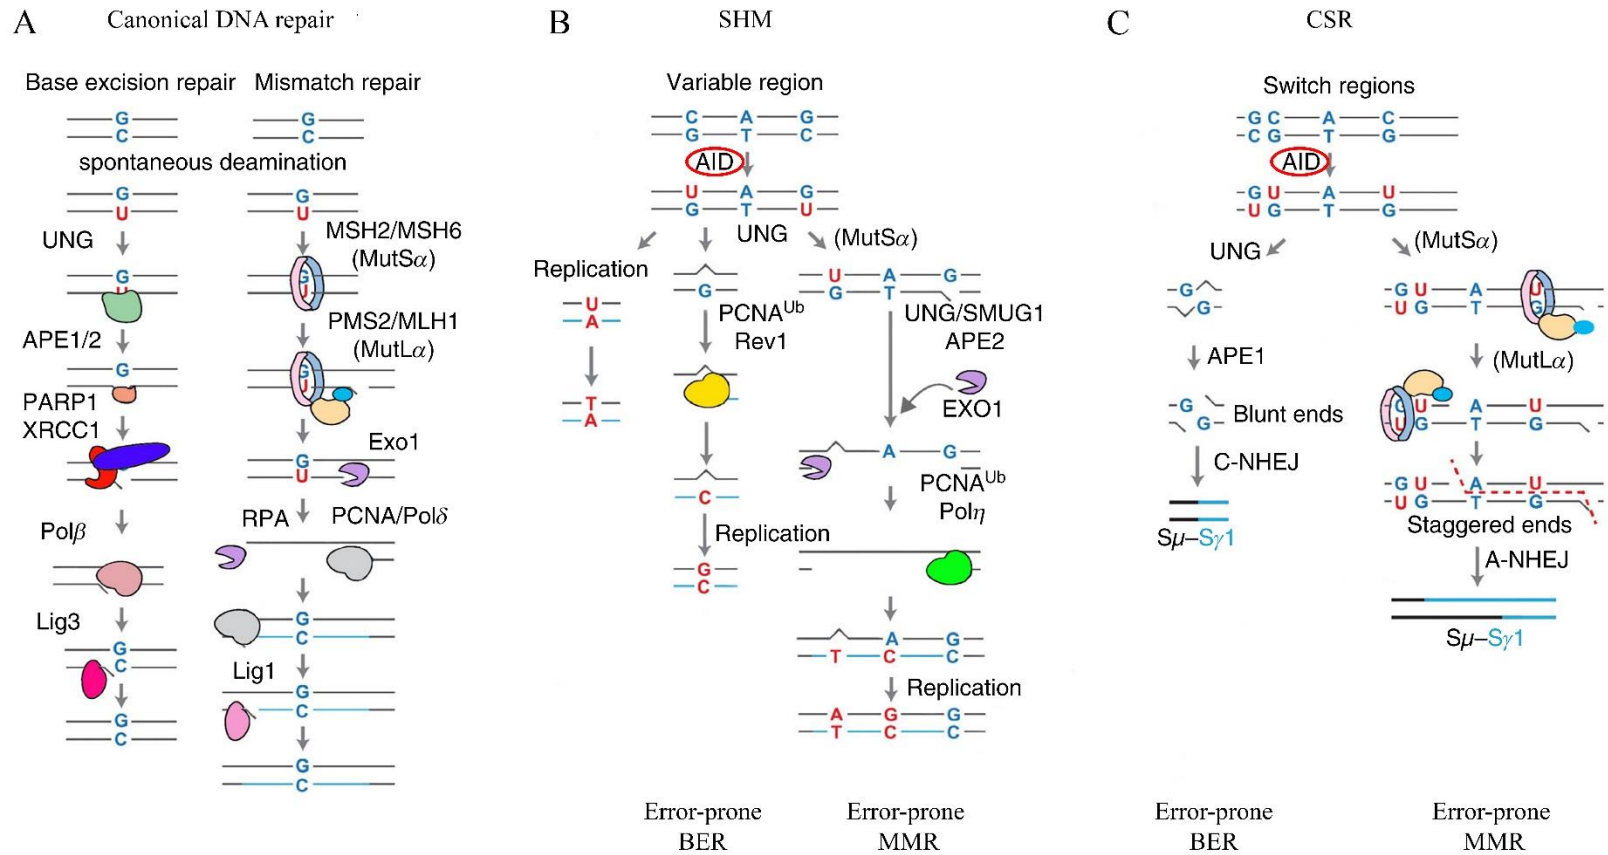 A
Canonical DNA repair
Base excision repair
Mismatch repair
G
C
G
C
spontaneous deamination
G
U
G
U
UNG
MSH2/MSH6
(MutSα)
G
U
G
U
APE1/2
PMS2/MLH1
(MutLα)
G
G
U
PARP1
XRCC1
Exo1
G
U
RPA
PCNA/Polδ
Polβ
Lig3
G
C
G
C
Lig1
G
C
G
C
G
C
B
SHM
Variable region
C A G
G T C
AID
U A G
G T U
UNG
(MutSα)
Replication
U
A
T
A
G
PCNAUb
Rev1
C
Replication
G
C
U A G
G T
UNG/SMUG1
APE2
EXO1
A G
PCNAUb
Polη
A G
T C C
Replication
A G G
T C C
Error-prone
BER
Error-prone
MMR
C
CSR
Switch regions
G C A C
C G T G
AID
G U A U
U G T G
UNG
(MutSα)
G
G
APE1
G
G
Blunt ends
C-NHEJ
Sμ–Sγ1
G U A U
U G T G
(MutLα)
G U A U
U G T G
G U A U
U G T G
Staggered ends
A-NHEJ
Sμ–Sγ1
Error-prone
BER
Error-prone
MMR